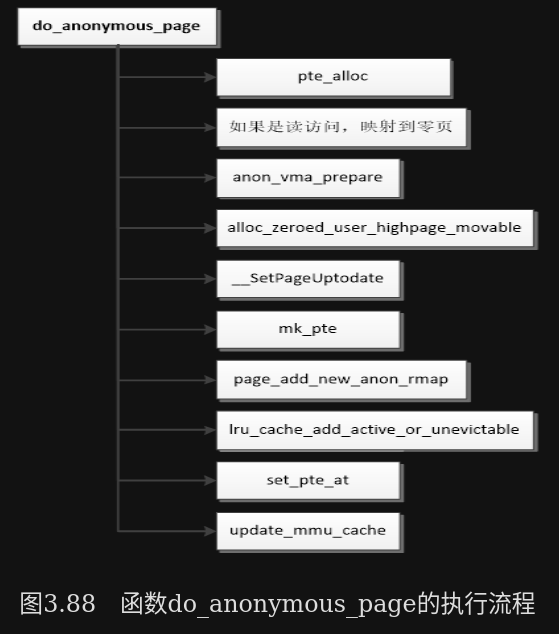 do_anonymous_page
pte_alloc
如果是读访问，映射到零页
anon_vma_prepare
alloc_zeroed_user_highpage_movable
__SetPageUptodate
mk_pte
page_add_new_anon_rmap
lru_cache_add_active_or_unevictable
set_pte_at
update_mmu_cache
图3.88　函数do_anonymous_page的执行流程